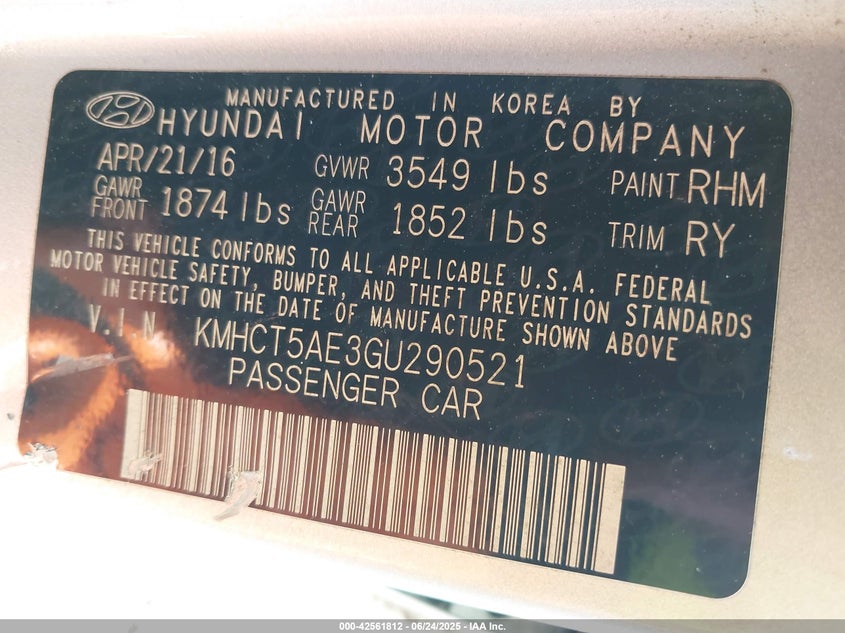 MANUFACTURED IN KOREA BY
HYUNDAI MOTOR COMPANY
APR/21/16 GVWR 3549 lbs PAINT RHM
GAWR FRONT 1874 lbs GAWR REAR 1852 lbs TRIM RY
THIS VEHICLE CONFORMS TO ALL APPLICABLE U.S.A. FEDERAL
MOTOR VEHICLE SAFETY, BUMPER, AND THEFT PREVENTION STANDARDS
IN EFFECT ON THE DATE OF MANUFACTURE SHOWN ABOVE
V.I N KMHCT5AE3GU290521
PASSENGER CAR
000-42561812 - 06/24/2025 - IAA Inc.